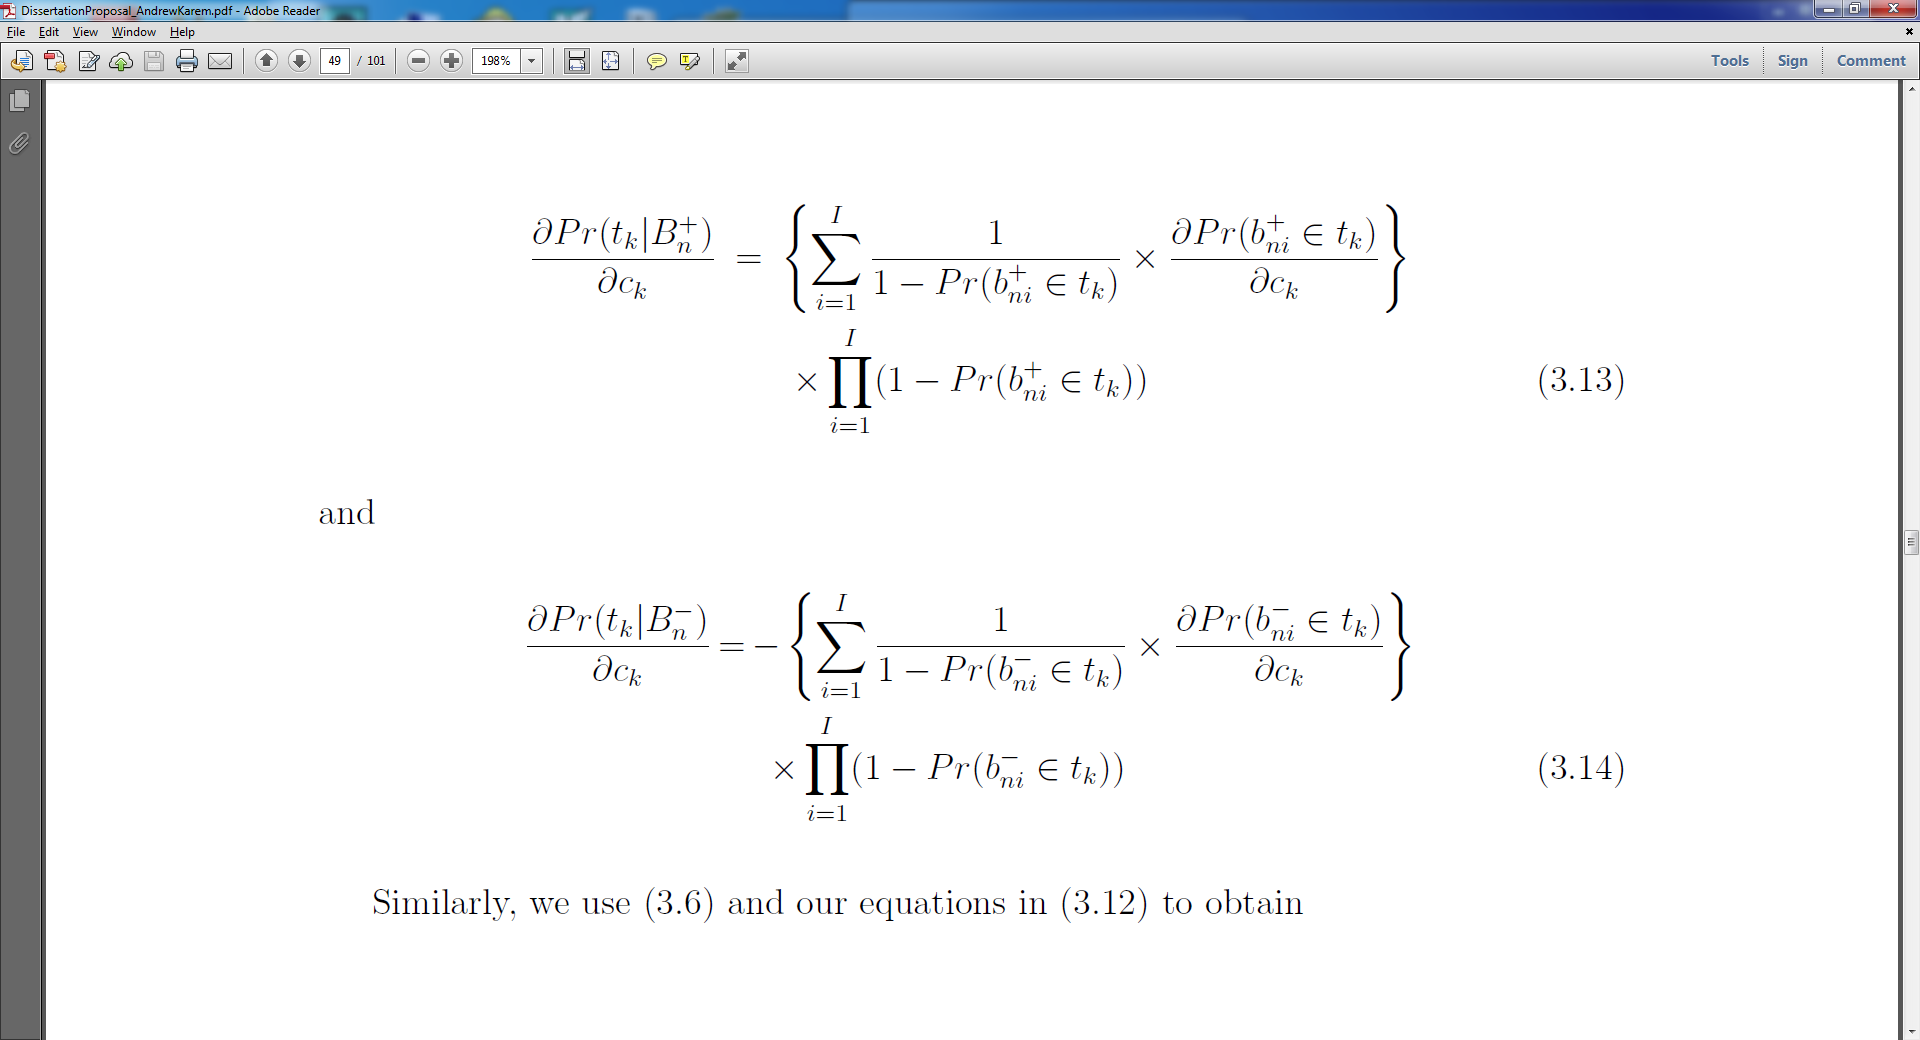 DissertationProposal_AndrewKarem.pdf - Adobe Reader
File Edit View Window Help
49 / 101 198% Tools Sign Comment
∂Pr(t_k|B_n^+)/∂c_k = { ∑_{i=1}^{I} 1/(1 − Pr(b_{ni}^+ ∈ t_k)) × ∂Pr(b_{ni}^+ ∈ t_k)/∂c_k }
× ∏_{i=1}^{I} (1 − Pr(b_{ni}^+ ∈ t_k)) (3.13)
and
∂Pr(t_k|B_n^−)/∂c_k = − { ∑_{i=1}^{I} 1/(1 − Pr(b_{ni}^− ∈ t_k)) × ∂Pr(b_{ni}^− ∈ t_k)/∂c_k }
× ∏_{i=1}^{I} (1 − Pr(b_{ni}^− ∈ t_k)) (3.14)
Similarly, we use (3.6) and our equations in (3.12) to obtain